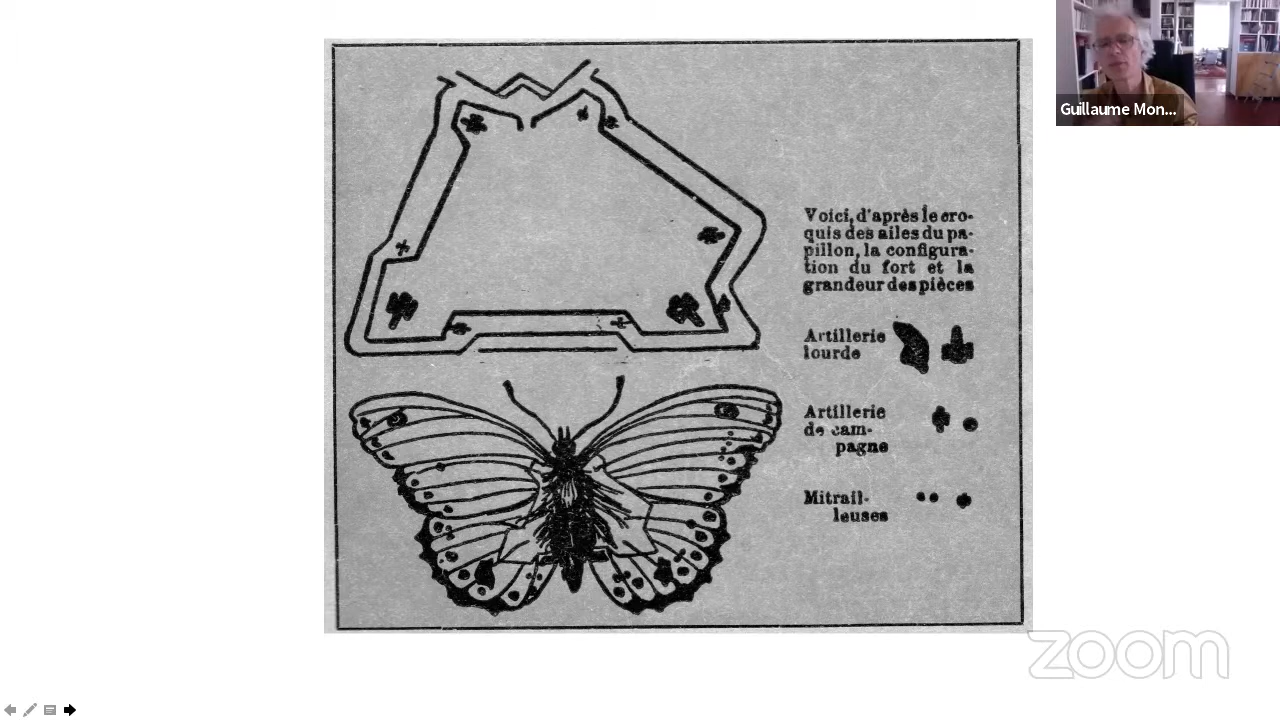 Guillaume Mon...
Voici, d'après le cro-
quis des ailes du pa-
pillon, la configura-
tion du fort et la
grandeur des pièces
Artillerie
lourde
Artillerie
de cam-
pagne
Mitrail-
leuses
zoom